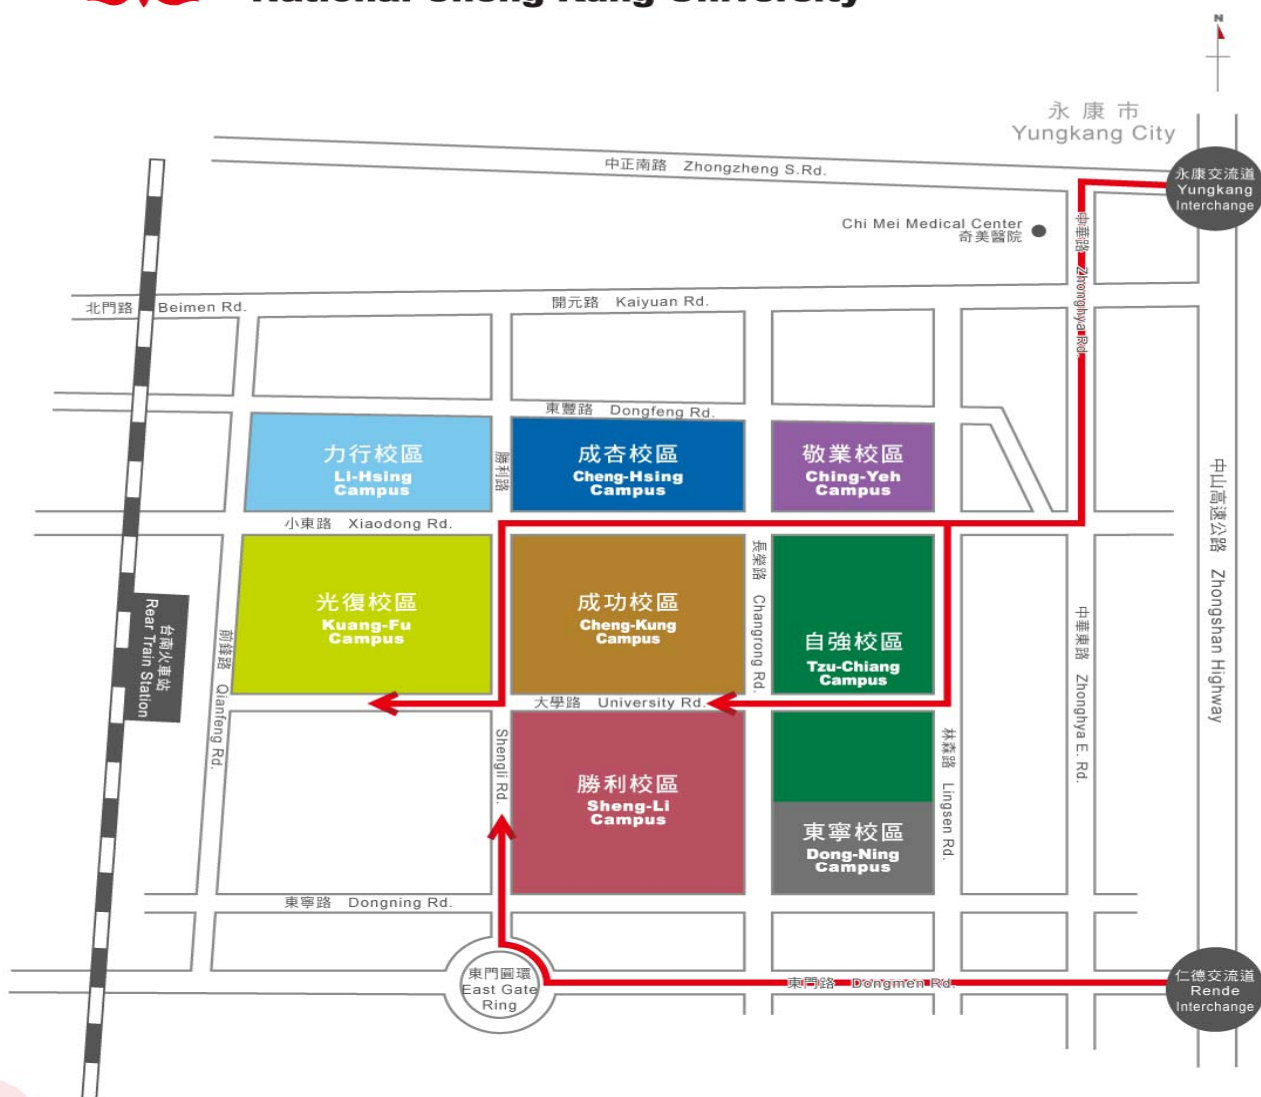 National Cheng Kung University
N
永康市
Yungkang City
中正南路 Zhongzheng S.Rd.
永康交流道
Yungkang
Interchange
Chi Mei Medical Center
奇美醫院
中華路 Zhonghya Rd.
北門路 Beimen Rd.
開元路 Kaiyuan Rd.
東豐路 Dongfeng Rd.
力行校區
Li-Hsing
Campus
勝利路
成杏校區
Cheng-Hsing
Campus
敬業校區
Ching-Yeh
Campus
中山高速公路 Zhongshan Highway
小東路 Xiaodong Rd.
台南火車站
Rear Train Station
前鋒路 Qianfeng Rd.
光復校區
Kuang-Fu
Campus
成功校區
Cheng-Kung
Campus
長榮路 Changrong Rd.
自強校區
Tzu-Chiang
Campus
中華東路 Zhonghya E. Rd.
大學路 University Rd.
Shengli Rd.
勝利校區
Sheng-Li
Campus
林森路 Lingsen Rd.
東寧校區
Dong-Ning
Campus
東寧路 Dongning Rd.
東門圓環
East Gate
Ring
東門路 Dongmen Rd.
仁德交流道
Rende
Interchange